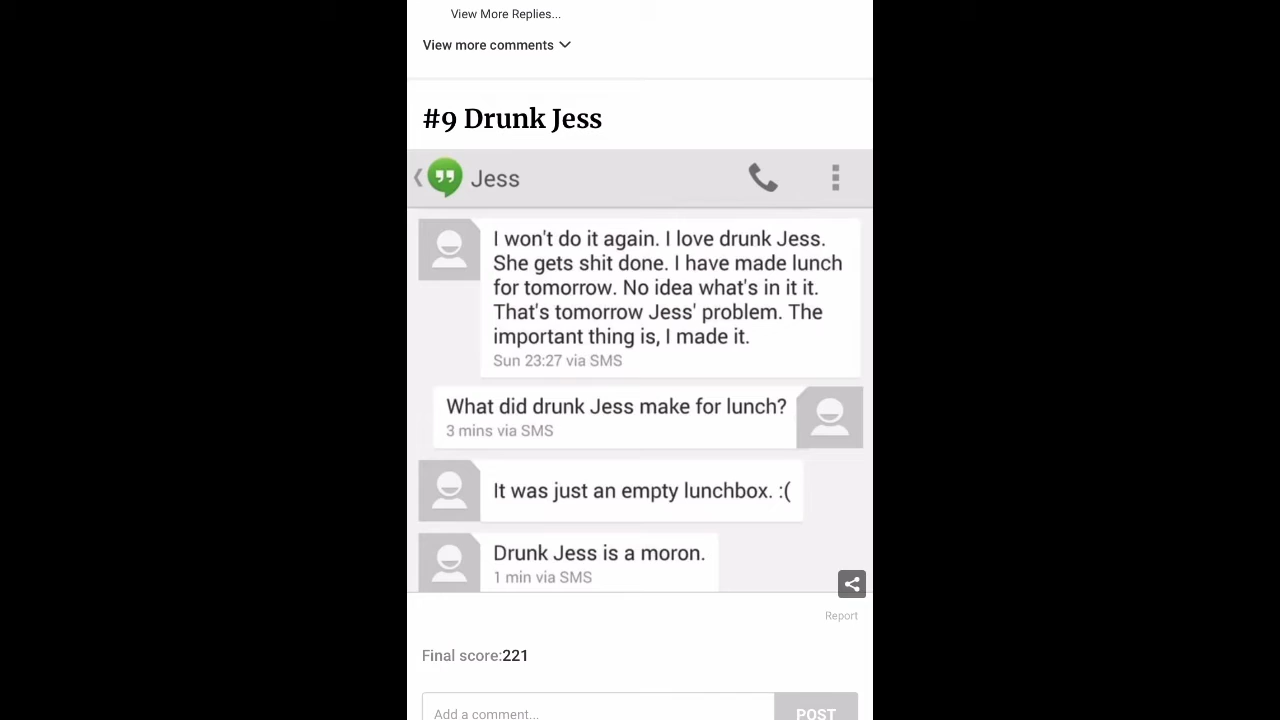 View More Replies...
View more comments
#9 Drunk Jess
Jess
I won't do it again. I love drunk Jess.
She gets shit done. I have made lunch
for tomorrow. No idea what's in it it.
That's tomorrow Jess' problem. The
important thing is, I made it.
Sun 23:27 via SMS
What did drunk Jess make for lunch?
3 mins via SMS
It was just an empty lunchbox. :(
Drunk Jess is a moron.
1 min via SMS
Report
Final score:221
Add a comment...
POST